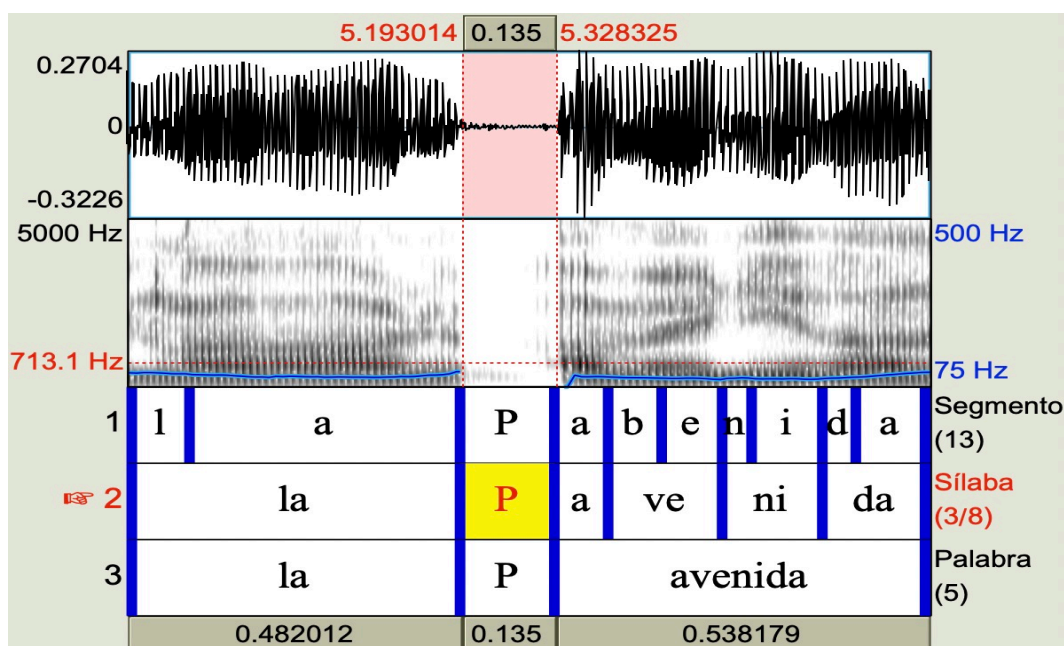 5.193014 0.135 5.328325
0.2704
0
-0.3226
5000 Hz 500 Hz
713.1 Hz 75 Hz
1 l a P a b e n i d a Segmento
(13)
☞ 2 la P a ve ni da Sílaba
(3/8)
3 la P avenida Palabra
(5)
0.482012 0.135 0.538179